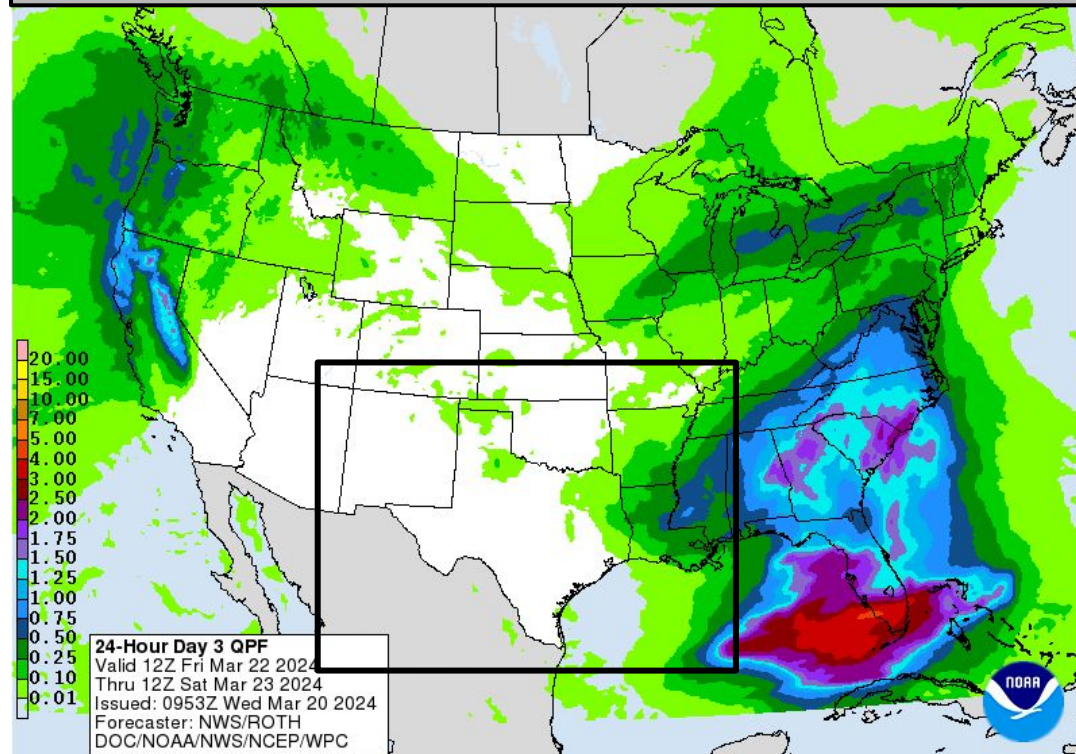 20.00
15.00
10.00
7.00
5.00
4.00
3.00
2.50
2.00
1.75
1.50
1.25
1.00
0.75
0.50
0.25
0.10
0.01
24-Hour Day 3 QPF
Valid 12Z Fri Mar 22 2024
Thru 12Z Sat Mar 23 2024
Issued: 0953Z Wed Mar 20 2024
Forecaster: NWS/ROTH
DOC/NOAA/NWS/NCEP/WPC
NOAA